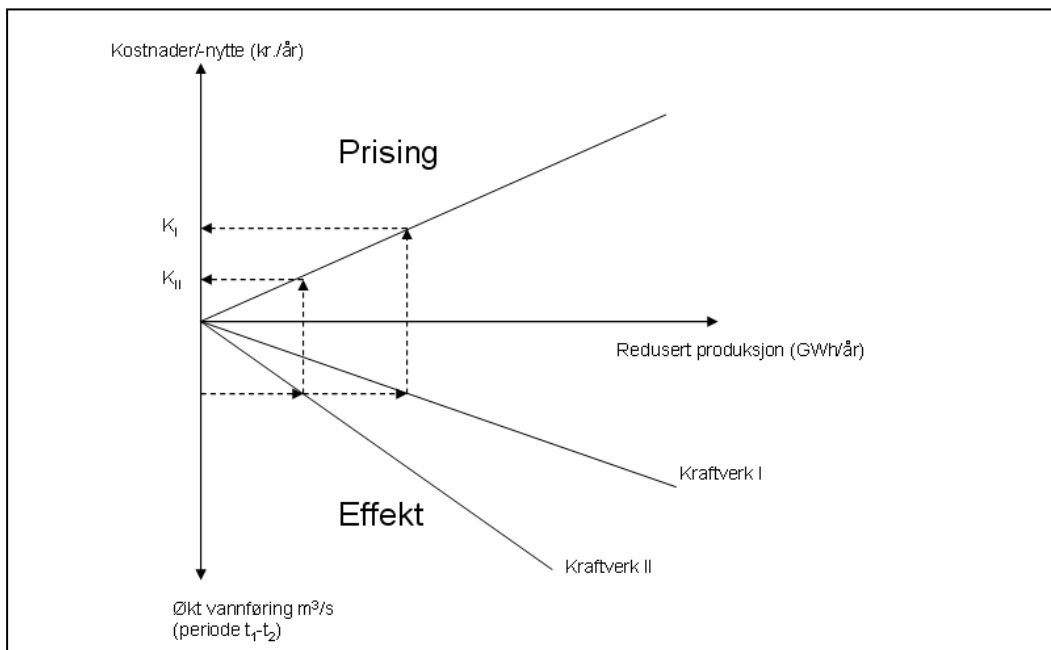 Kostnader/-nytte (kr./år)
Prising
K_I
K_II
Redusert produksjon (GWh/år)
Kraftverk I
Effekt
Kraftverk II
Økt vannføring m³/s
(periode t₁-t₂)